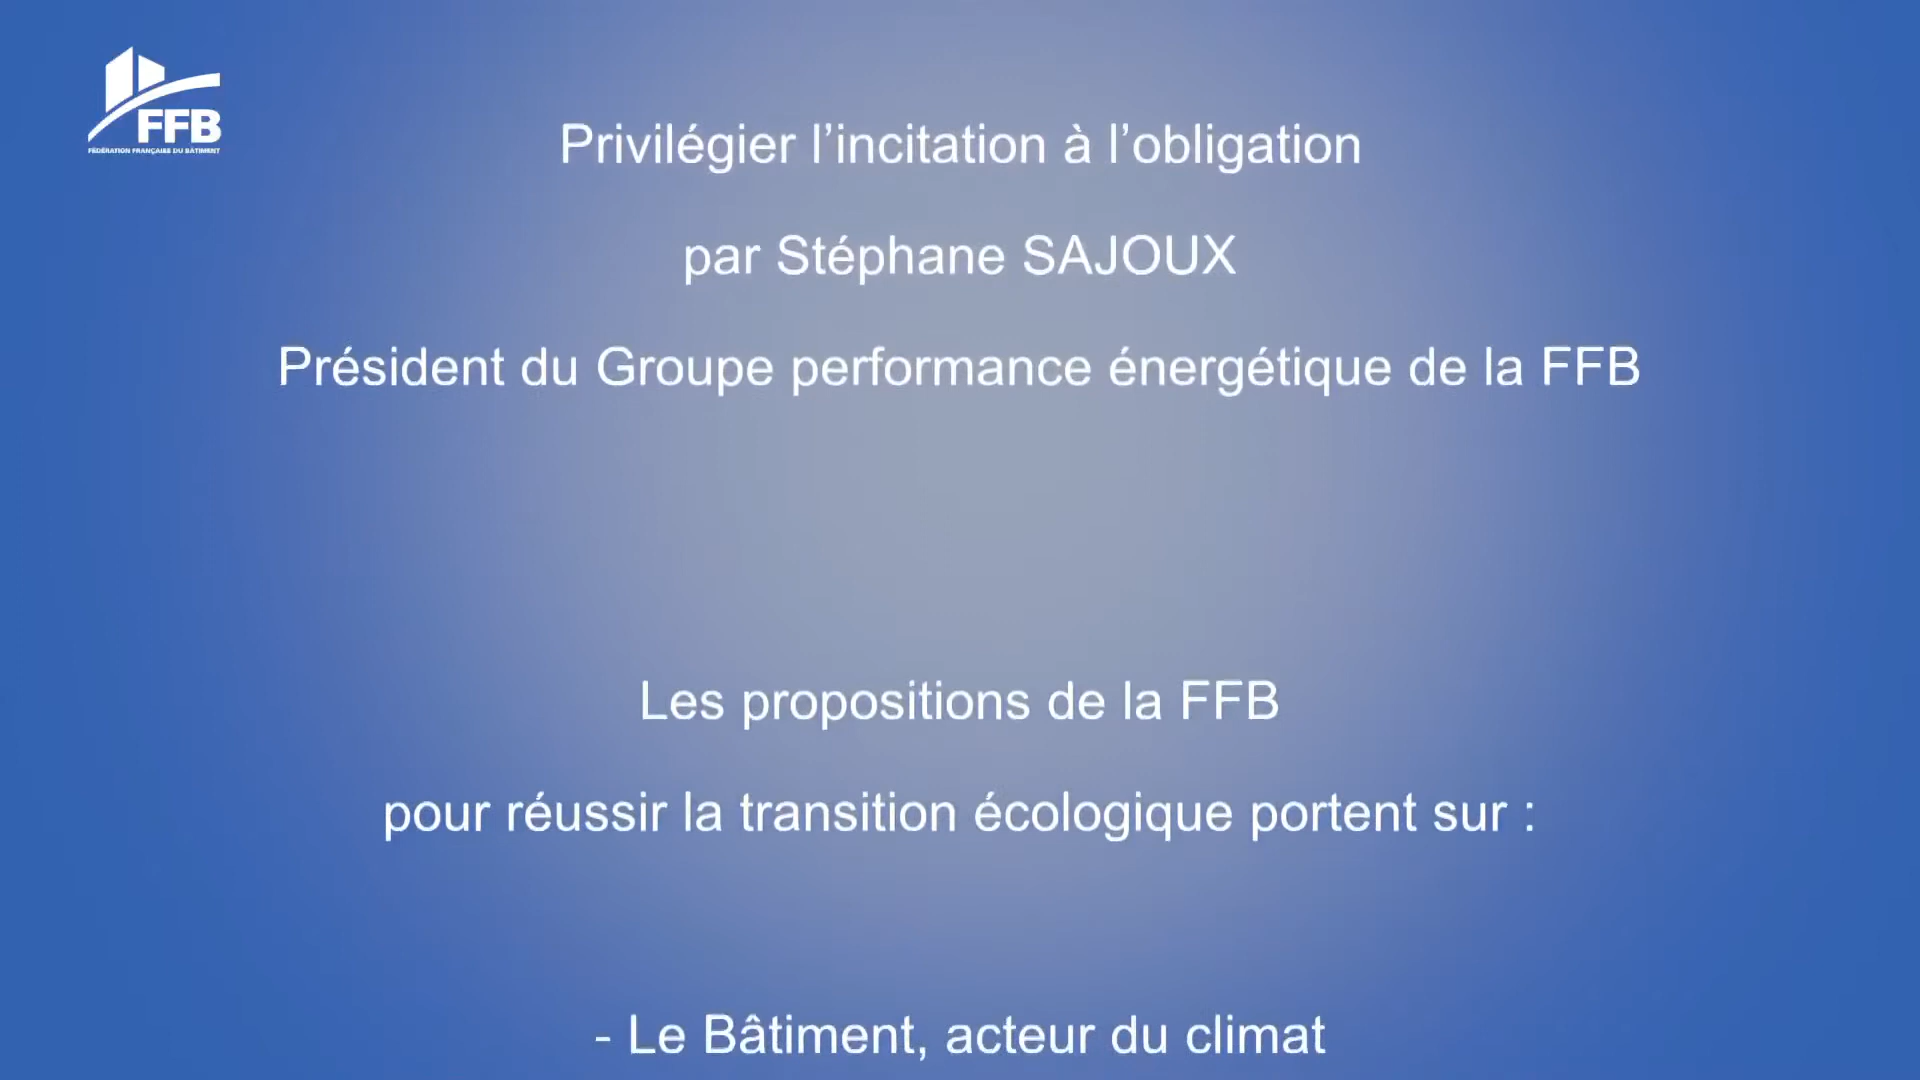 FFB
FÉDÉRATION FRANÇAISE DU BÂTIMENT
Privilégier l’incitation à l’obligation
par Stéphane SAJOUX
Président du Groupe performance énergétique de la FFB
Les propositions de la FFB
pour réussir la transition écologique portent sur :
- Le Bâtiment, acteur du climat